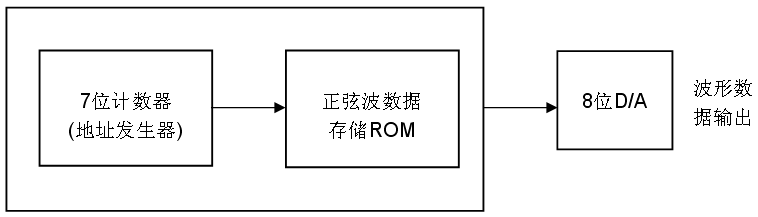 7位计数器
(地址发生器)
正弦波数据
存储ROM
8位D/A
波形数
据输出